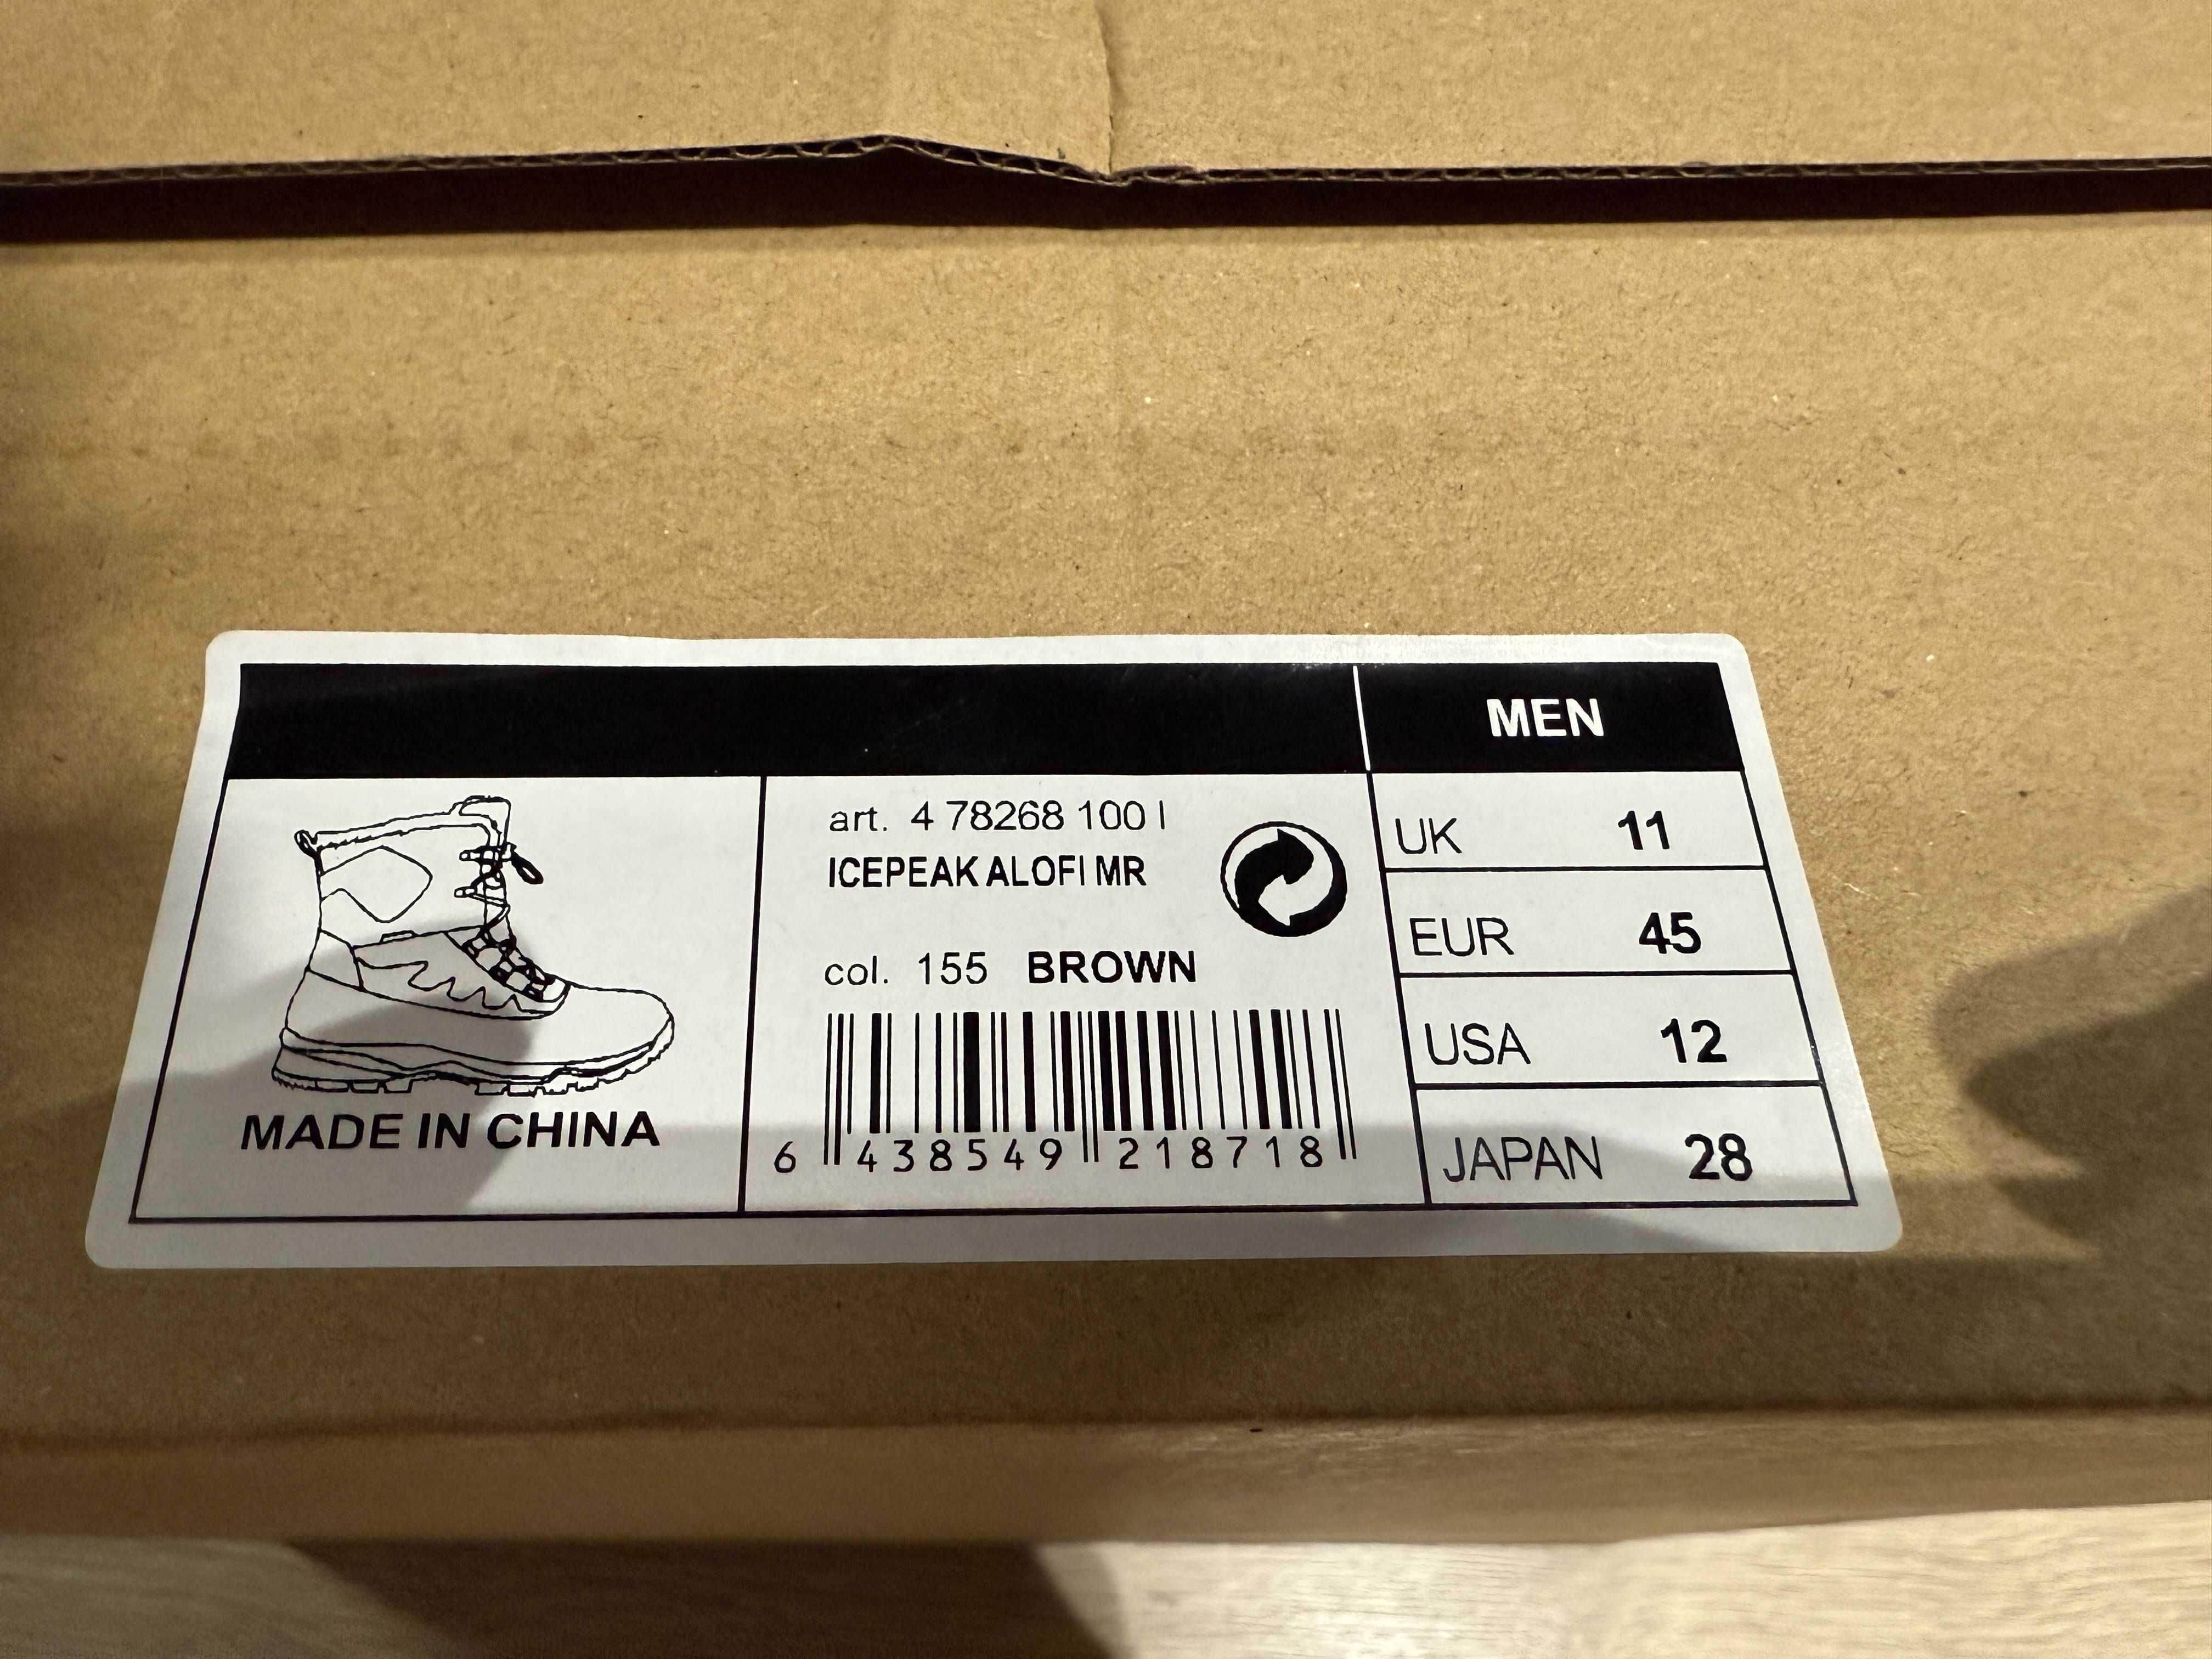 MEN
art. 4 78268 100 I
ICEPEAK ALOFI MR
col. 155 BROWN
6 438549 218718
MADE IN CHINA
UK 11
EUR 45
USA 12
JAPAN 28